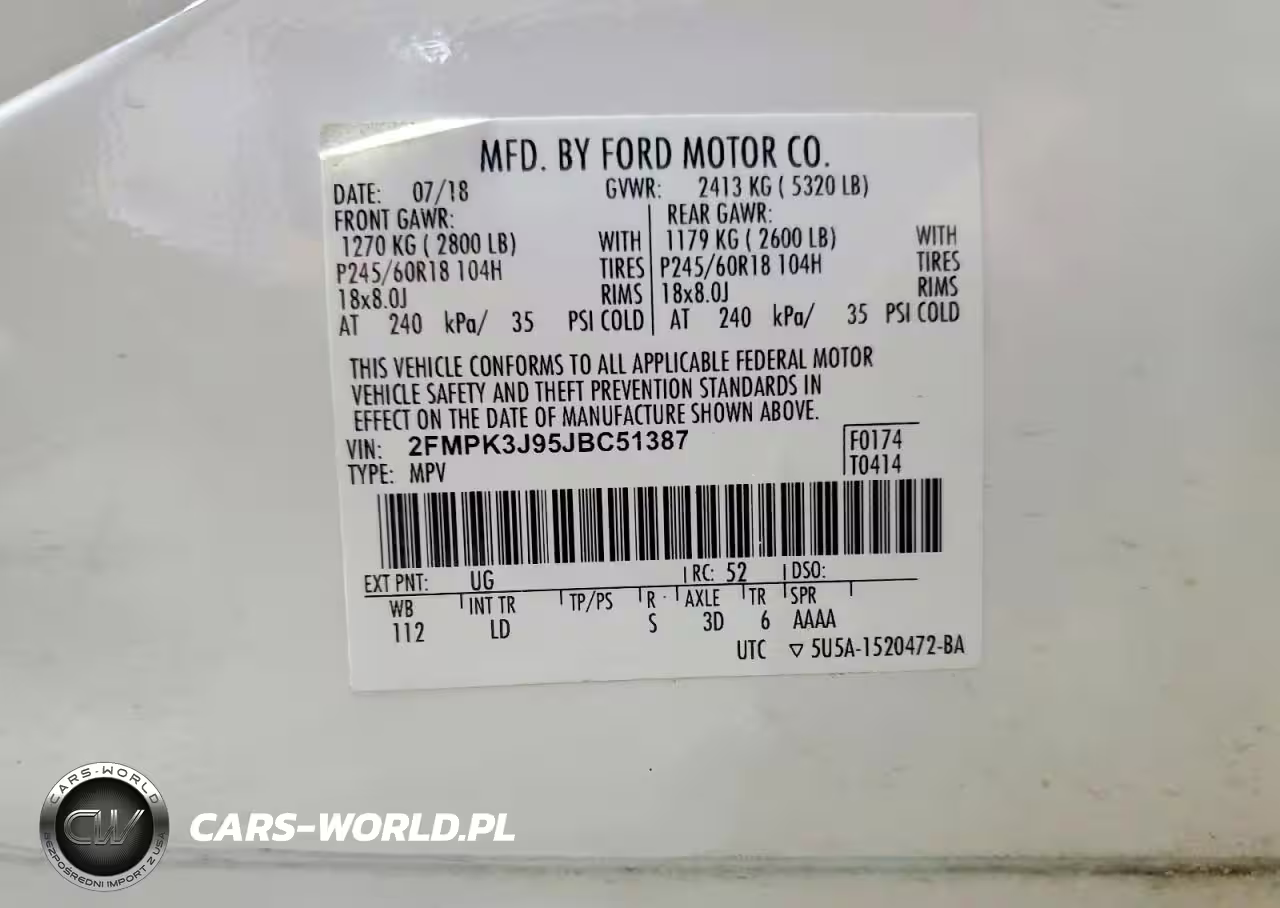 MFD. BY FORD MOTOR CO.
DATE: 07/18 GVWR: 2413 KG ( 5320 LB)
FRONT GAWR: REAR GAWR:
1270 KG ( 2800 LB) WITH 1179 KG ( 2600 LB) WITH
P245/60R18 104H TIRES P245/60R18 104H TIRES
18x8.0J RIMS 18x8.0J RIMS
AT 240 kPa/ 35 PSI COLD AT 240 kPa/ 35 PSI COLD
THIS VEHICLE CONFORMS TO ALL APPLICABLE FEDERAL MOTOR
VEHICLE SAFETY AND THEFT PREVENTION STANDARDS IN
EFFECT ON THE DATE OF MANUFACTURE SHOWN ABOVE.
VIN: 2FMPK3J95JBC51387 F0174
TYPE: MPV T0414
EXT PNT: UG RC: 52 DSO:
WB INT TR TP/PS R AXLE TR SPR
112 LD S 3D 6 AAAA
UTC ▽ 5U5A-1520472-BA
CARS-WORLD
CW
BEZPOŚREDNI IMPORT Z USA
CARS-WORLD.PL